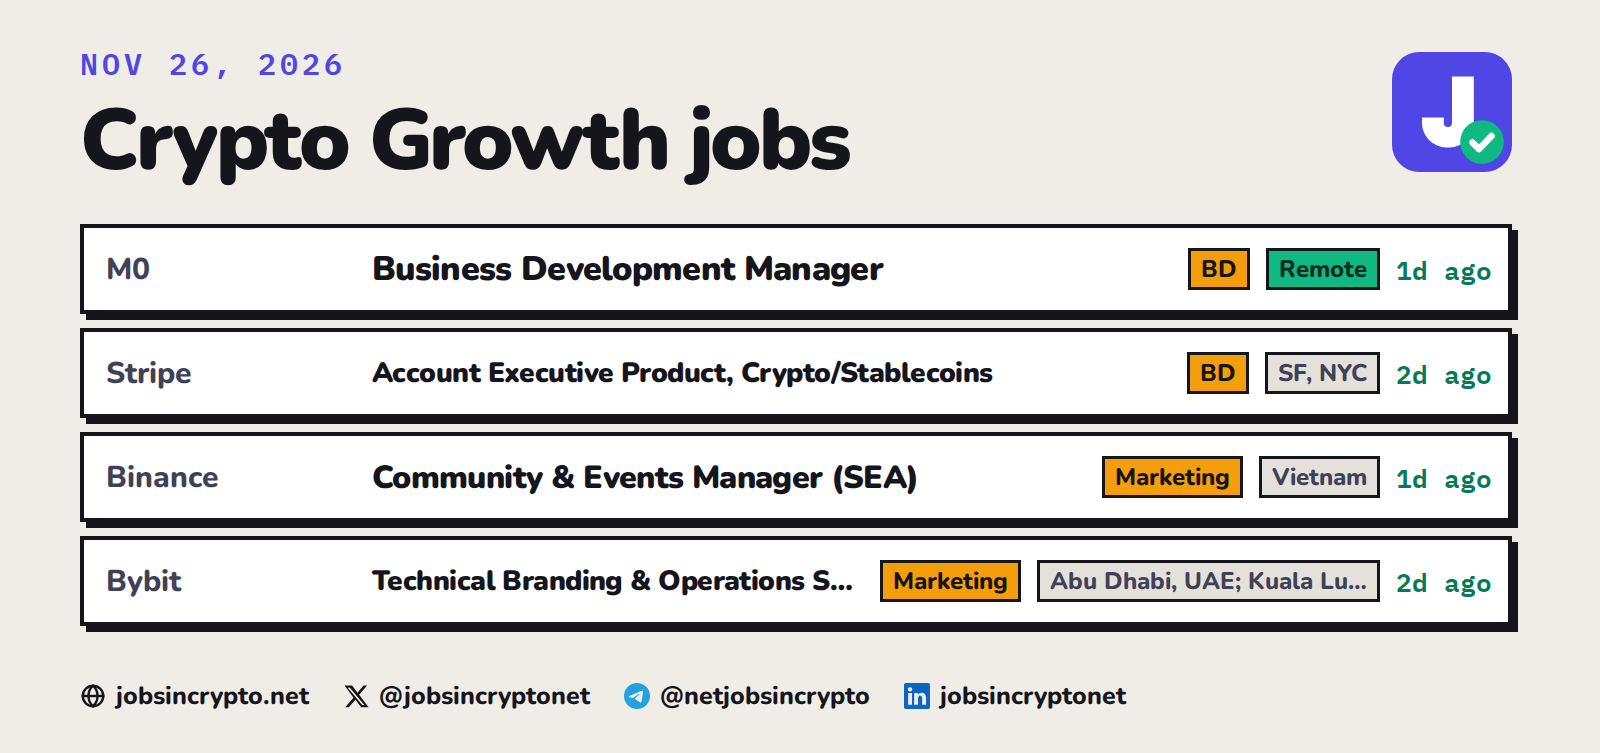 NOV 26, 2026
Crypto Growth jobs
J
M0 Business Development Manager BD Remote 1d ago
Stripe Account Executive Product, Crypto/Stablecoins BD SF, NYC 2d ago
Binance Community & Events Manager (SEA) Marketing Vietnam 1d ago
Bybit Technical Branding & Operations S... Marketing Abu Dhabi, UAE; Kuala Lu... 2d ago
jobsincrypto.net @jobsincryptonet @netjobsincrypto jobsincryptonet